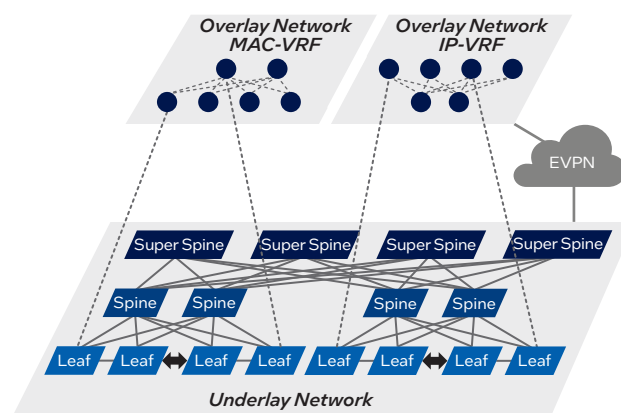 Overlay Network
MAC-VRF
Overlay Network
IP-VRF
EVPN
Super Spine
Super Spine
Super Spine
Super Spine
Spine
Spine
Spine
Spine
Leaf
Leaf
Leaf
Leaf
Leaf
Leaf
Leaf
Leaf
Underlay Network